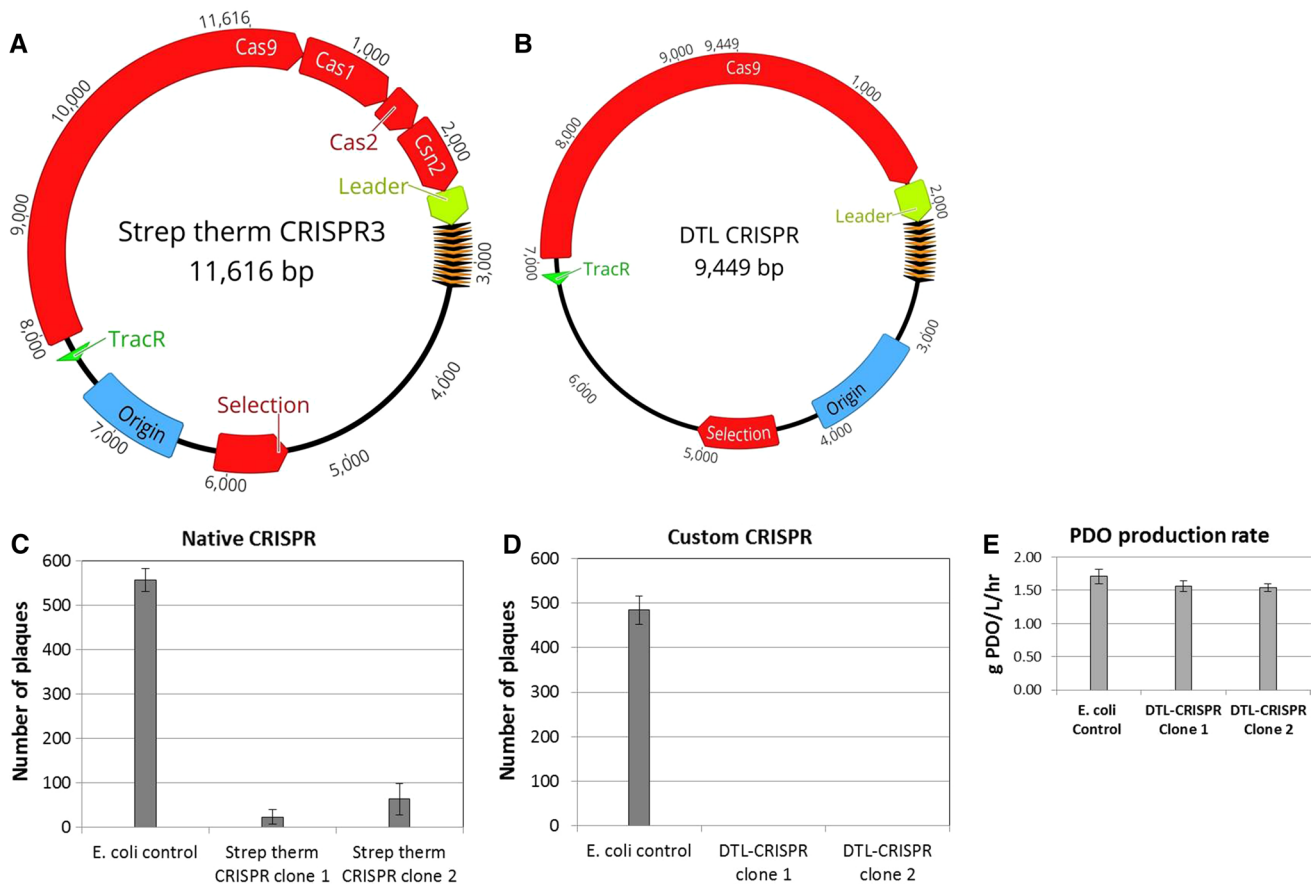 A
11,616
Cas9
Cas1
1,000
Cas2
2,000
Csn2
Leader
3,000
4,000
5,000
6,000
Selection
7,000
Origin
TracR
8,000
9,000
10,000
Strep therm CRISPR3
11,616 bp
B
9,000
9,449
Cas9
1,000
2,000
Leader
3,000
Origin
4,000
Selection
5,000
6,000
7,000
TracR
8,000
DTL CRISPR
9,449 bp
C
Native CRISPR
Number of plaques
600
500
400
300
200
100
0
E. coli control
Strep therm
CRISPR clone 1
Strep therm
CRISPR clone 2
D
Custom CRISPR
Number of plaques
600
500
400
300
200
100
0
E. coli control
DTL-CRISPR
clone 1
DTL-CRISPR
clone 2
E
PDO production rate
g PDO/L/hr
2.00
1.50
1.00
0.50
0.00
E. coli
Control
DTL-CRISPR
Clone 1
DTL-CRISPR
Clone 2